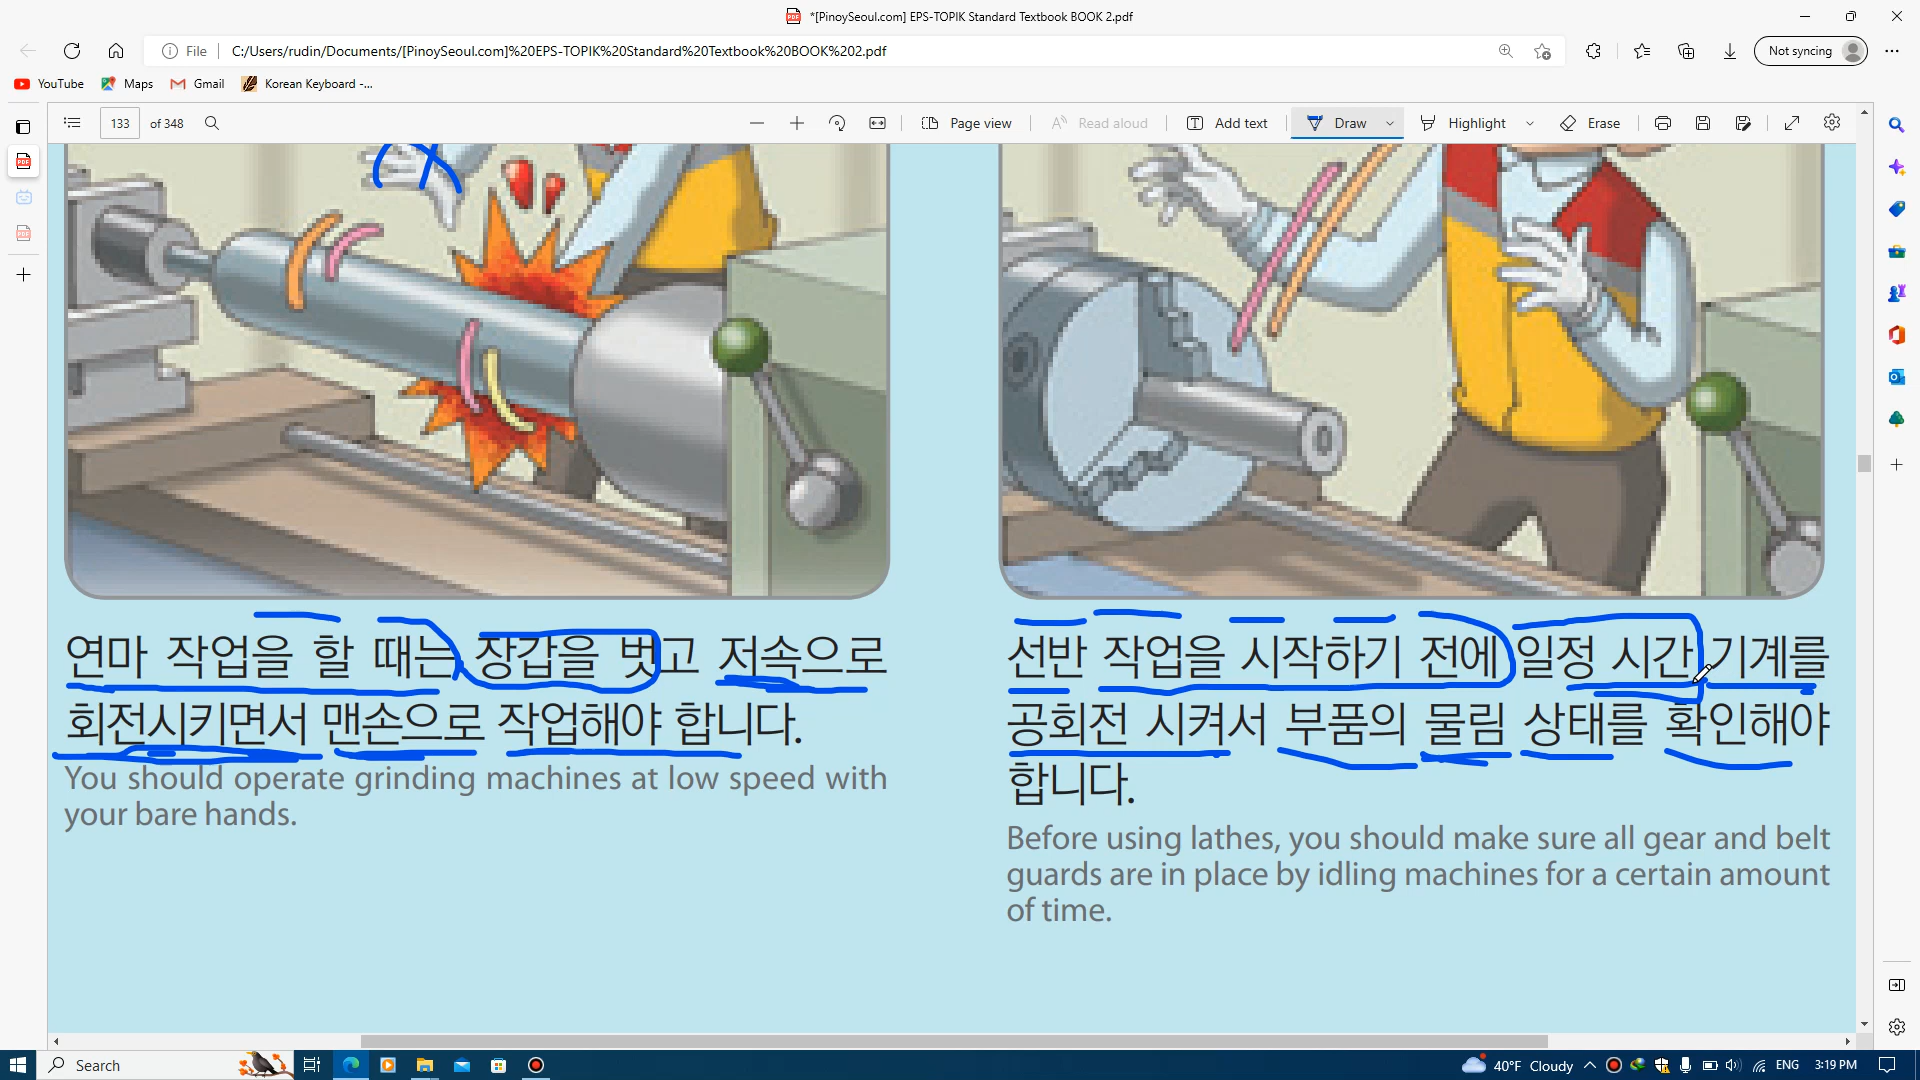 *[PinoySeoul.com] EPS-TOPIK Standard Textbook BOOK 2.pdf
File
C:/Users/rudin/Documents/[PinoySeoul.com]%20EPS-TOPIK%20Standard%20Textbook%20BOOK%202.pdf
Not syncing
YouTube
Maps
Gmail
Korean Keyboard -...
133 of 348
Page view
Read aloud
Add text
Draw
Highlight
Erase
연마 작업을 할 때는 장갑을 벗고 저속으로
회전시키면서 맨손으로 작업해야 합니다.
You should operate grinding machines at low speed with
your bare hands.
선반 작업을 시작하기 전에 일정 시간 기계를
공회전 시켜서 부품의 물림 상태를 확인해야
합니다.
Before using lathes, you should make sure all gear and belt
guards are in place by idling machines for a certain amount
of time.
Search
40°F Cloudy
ENG
3:19 PM